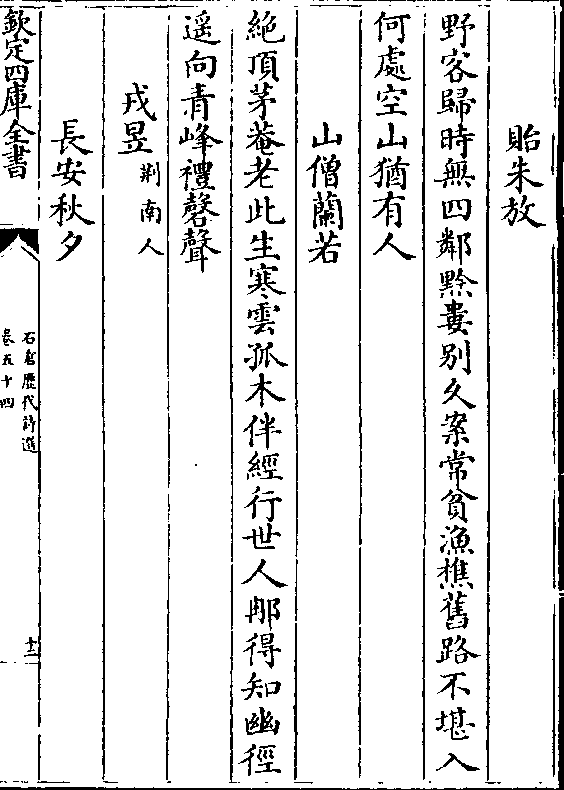 貽朱放
野客歸時無四鄰黔婁別久案常貧漁樵舊路不堪入
何處空山猶有人
山僧蘭若
絶頂茅菴老此生寒雲孤木伴經行世人那得知幽徑
遥向青峰禮磬聲
戎昱 荆南人
長安秋夕
欽定四庫全書
石倉歷代詩選
卷五十四
十二